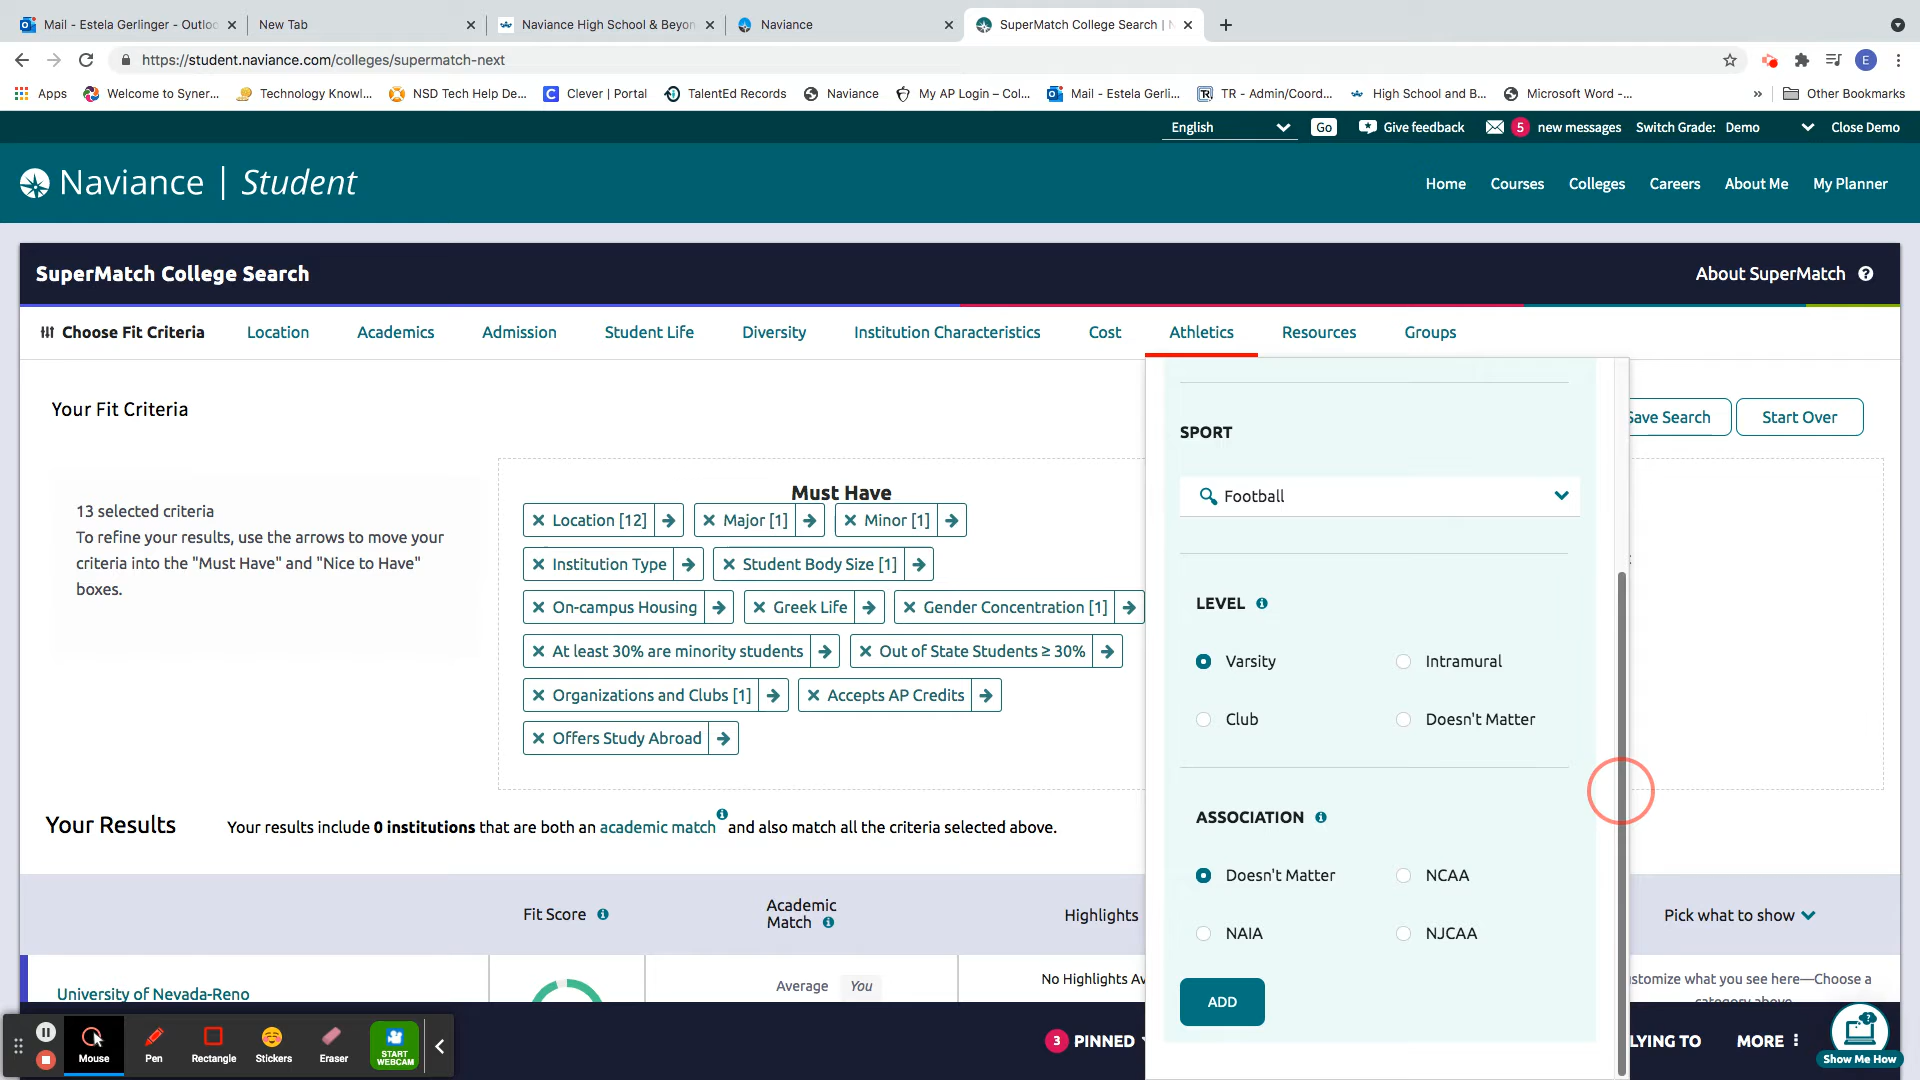 Mail - Estela Gerlinger - Outloo
New Tab
Naviance High School & Beyon
Naviance
SuperMatch College Search | N
https://student.naviance.com/colleges/supermatch-next
E
Apps
Welcome to Syner...
Technology Knowl...
NSD Tech Help De...
Clever | Portal
TalentEd Records
Naviance
My AP Login – Col...
Mail - Estela Gerli...
TR - Admin/Coord...
High School and B...
Microsoft Word -...
»
Other Bookmarks
English
Go
Give feedback
5 new messages
Switch Grade: Demo
Close Demo
Naviance | Student
Home
Courses
Colleges
Careers
About Me
My Planner
SuperMatch College Search
About SuperMatch
Choose Fit Criteria
Location
Academics
Admission
Student Life
Diversity
Institution Characteristics
Cost
Athletics
Resources
Groups
Your Fit Criteria
Save Search
Start Over
13 selected criteria
To refine your results, use the arrows to move your
criteria into the "Must Have" and "Nice to Have"
boxes.
Must Have
Location [12]
Major [1]
Minor [1]
Institution Type
Student Body Size [1]
On-campus Housing
Greek Life
Gender Concentration [1]
At least 30% are minority students
Out of State Students ≥ 30%
Organizations and Clubs [1]
Accepts AP Credits
Offers Study Abroad
SPORT
Football
LEVEL
Varsity
Intramural
Club
Doesn't Matter
ASSOCIATION
Doesn't Matter
NCAA
NAIA
NJCAA
ADD
Your Results
Your results include 0 institutions that are both an academic match and also match all the criteria selected above.
Fit Score
Academic
Match
Highlights
Pick what to show
University of Nevada-Reno
Average
You
No Highlights Av
stomize what you see here—Choose a
category above
Mouse
Pen
Rectangle
Stickers
Eraser
START
WEBCAM
3 PINNED
LYING TO
MORE
Show Me How